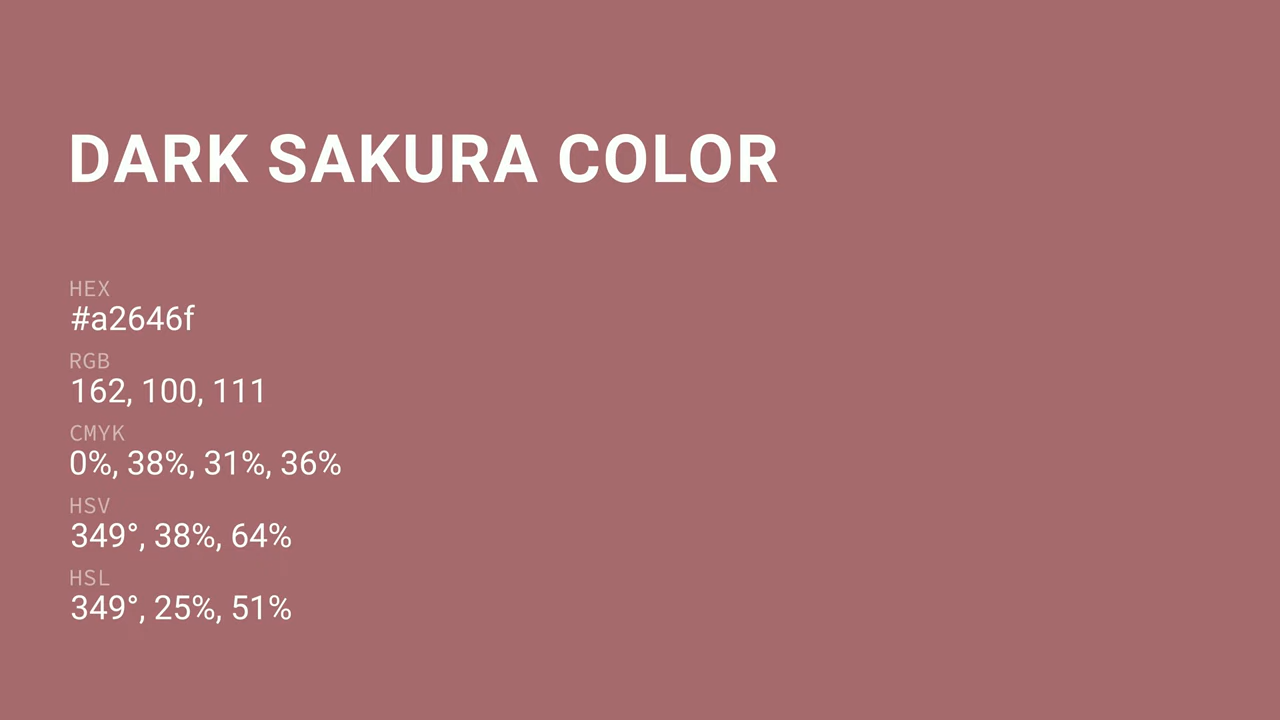 DARK SAKURA COLOR
HEX
#a2646f
RGB
162, 100, 111
CMYK
0%, 38%, 31%, 36%
HSV
349°, 38%, 64%
HSL
349°, 25%, 51%